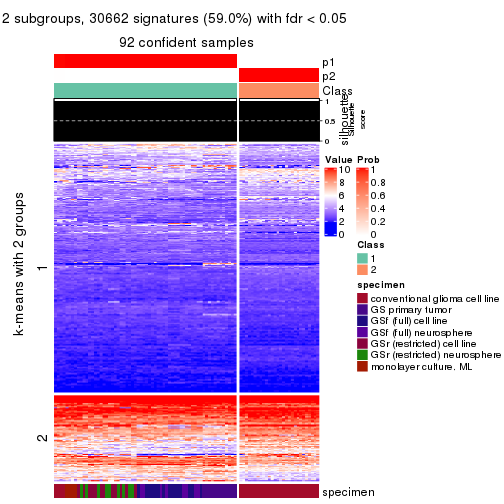 2 subgroups, 30662 signatures (59.0%) with fdr < 0.05
92 confident samples
p1
p2
Class
silhouette
Silhouette
score
1
0.5
0
k-means with 2 groups
1
2
specimen
Value
10
8
6
4
2
0
Prob
1
0.8
0.6
0.4
0.2
0
Class
1
2
specimen
conventional glioma cell line
GS primary tumor
GSf (full) cell line
GSf (full) neurosphere
GSr (restricted) cell line
GSr (restricted) neurosphere
monolayer culture. ML